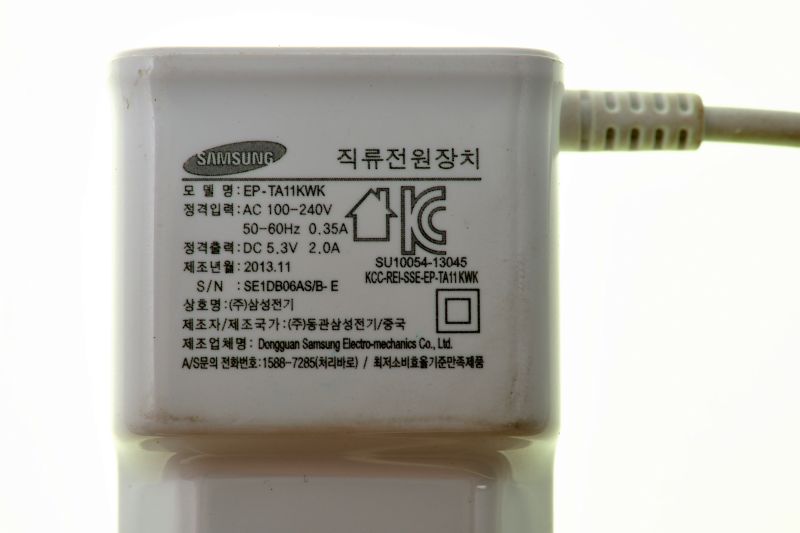 SAMSUNG 직류전원장치
모 델 명: EP-TA11KWK
정격입력: AC 100-240V
50-60Hz 0.35A
정격출력: DC 5.3V 2.0A
SU10054-13045
제조년월: 2013.11
KCC-REI-SSE-EP-TA11KWK
S/N : SE1DB06AS/B-E
상호명: (주)삼성전기
제조자/제조국가: (주)동관삼성전기/중국
제조업체명: Dongguan Samsung Electro-mechanics Co., Ltd.
A/S문의 전화번호: 1588-7285(처리바로) / 최저소비효율기준만족제품